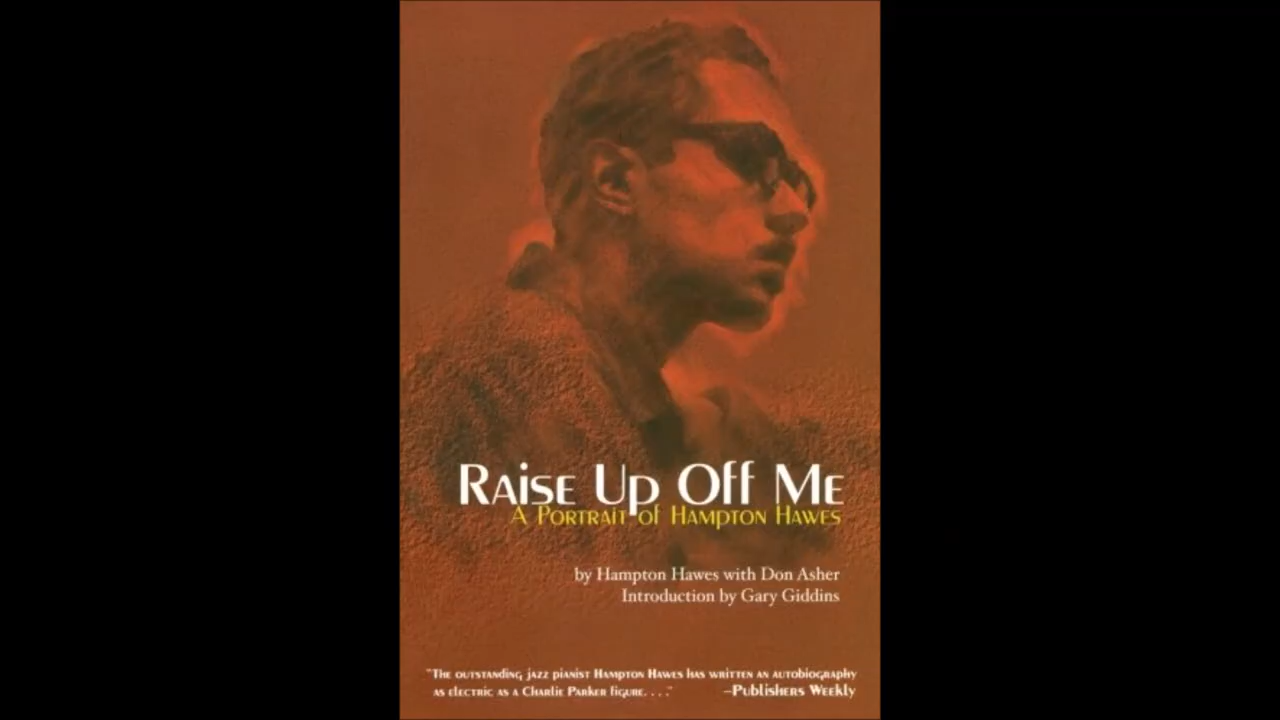 Raise Up Off Me
A Portrait of Hampton Hawes
by Hampton Hawes with Don Asher
Introduction by Gary Giddins
"The outstanding jazz pianist Hampton Hawes has written an autobiography
as electric as a Charlie Parker figure. . . ." –Publishers Weekly